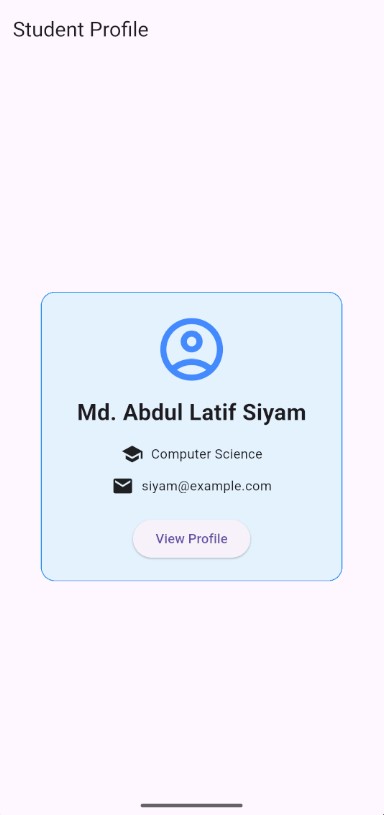 Student Profile
Md. Abdul Latif Siyam
Computer Science
siyam@example.com
View Profile